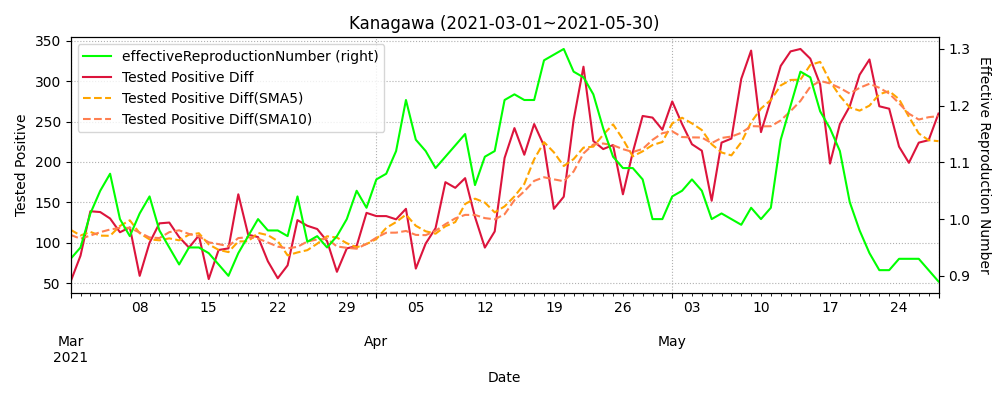 Kanagawa (2021-03-01~2021-05-30)
effectiveReproductionNumber (right)
Tested Positive Diff
Tested Positive Diff(SMA5)
Tested Positive Diff(SMA10)
Tested Positive
350
300
250
200
150
100
50
1.3
1.2
1.1
1.0
0.9
Effective Reproduction Number
08 15 22 29 05 12 19 26 03 10 17 24
Mar Apr May
2021
Date